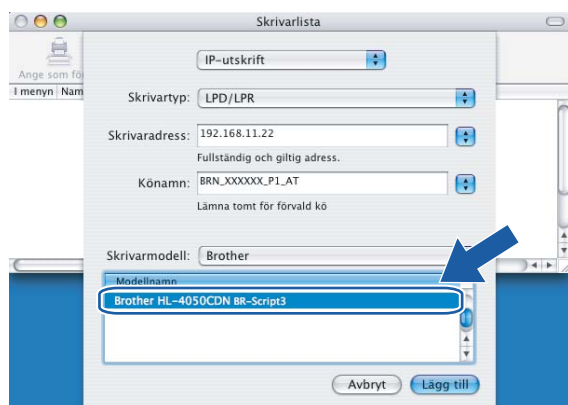 Skrivarlista
IP-utskrift
Ange som för
I menyn Nam
Skrivartyp: LPD/LPR
Skrivaradress: 192.168.11.22
Fullständig och giltig adress.
Könamn: BRN_XXXXXX_P1_AT
Lämna tomt för förvald kö
Skrivarmodell: Brother
Modellnamn
Brother HL-4050CDN BR-Script3
Avbryt Lägg till